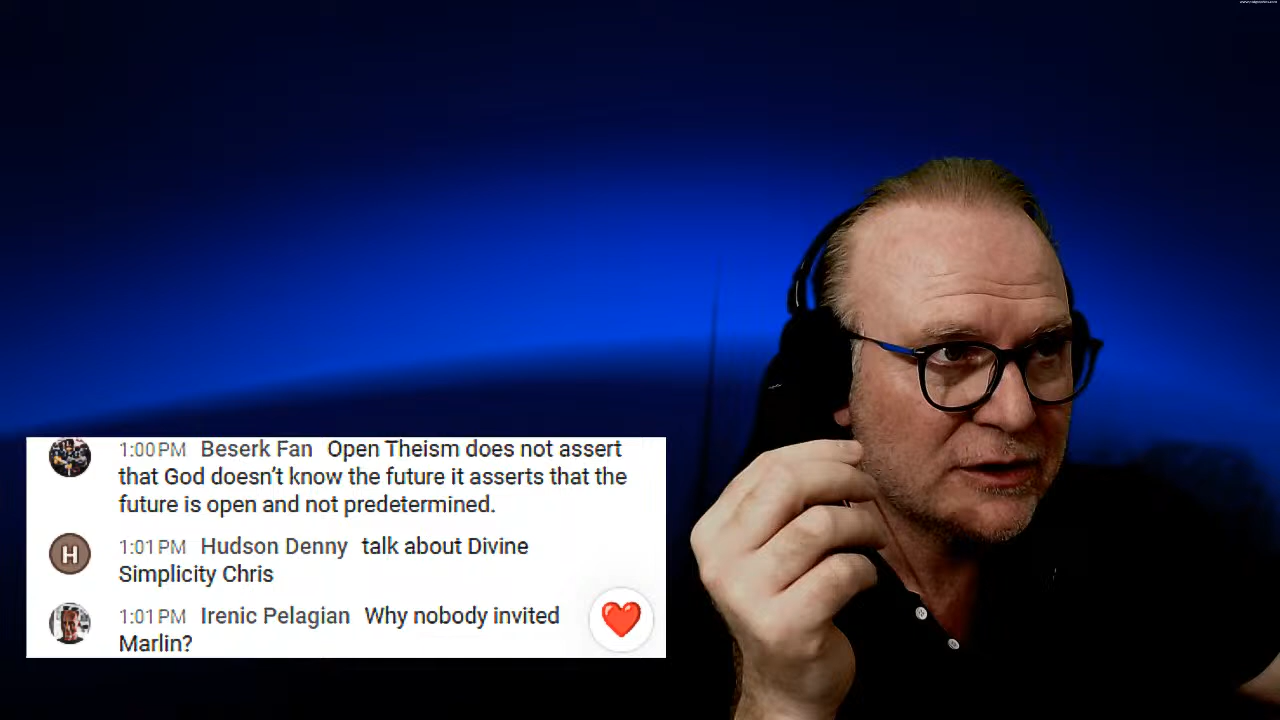 1:00 PM Beserk Fan Open Theism does not assert
that God doesn't know the future it asserts that the
future is open and not predetermined.
H
1:01 PM Hudson Denny talk about Divine
Simplicity Chris
1:01 PM Irenic Pelagian Why nobody invited
Marlin?